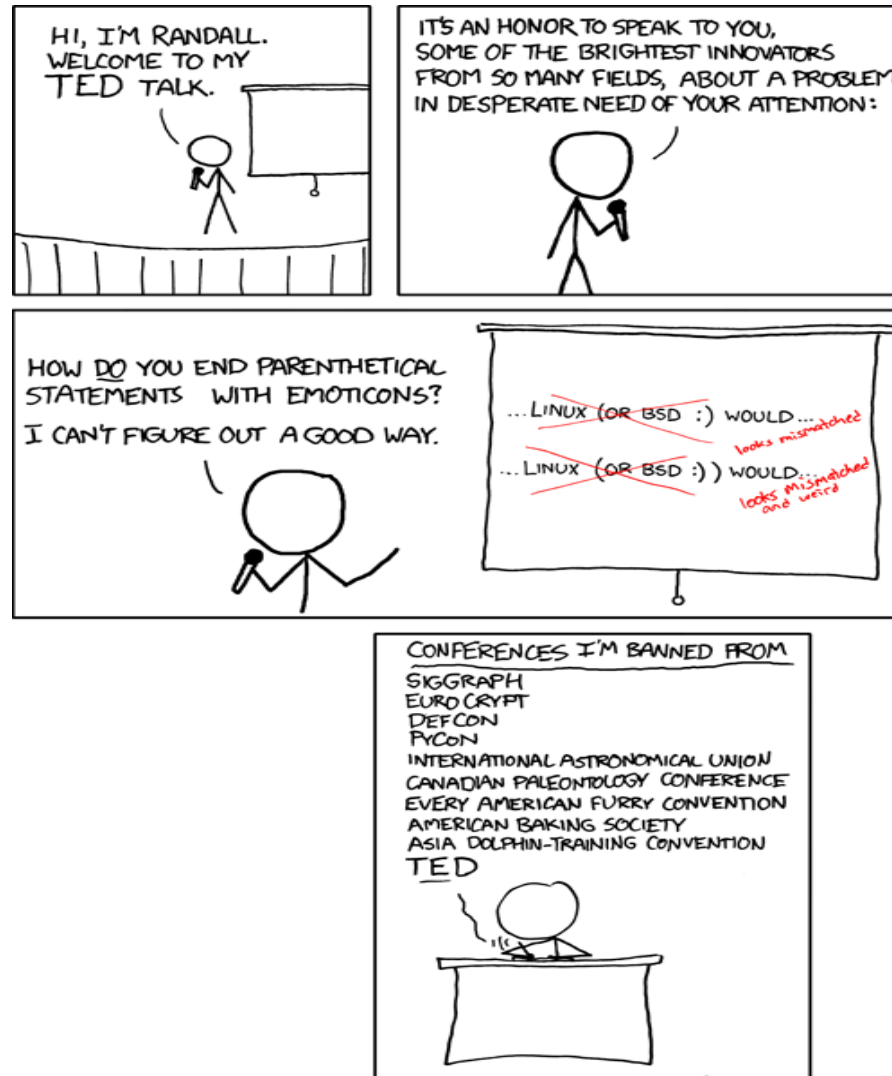 HI, I'M RANDALL.
WELCOME TO MY
TED TALK.
IT'S AN HONOR TO SPEAK TO YOU,
SOME OF THE BRIGHTEST INNOVATORS
FROM SO MANY FIELDS, ABOUT A PROBLEM
IN DESPERATE NEED OF YOUR ATTENTION:
HOW DO YOU END PARENTHETICAL
STATEMENTS WITH EMOTICONS?
I CAN'T FIGURE OUT A GOOD WAY.
...LINUX (OR BSD :) WOULD...
looks mismatched
...LINUX (OR BSD :)) WOULD...
looks mismatched
and weird
CONFERENCES I'M BANNED FROM
SIGGRAPH
EUROCRYPT
DEFCON
PYCON
INTERNATIONAL ASTRONOMICAL UNION
CANADIAN PALEONTOLOGY CONFERENCE
EVERY AMERICAN FURRY CONVENTION
AMERICAN BAKING SOCIETY
ASIA DOLPHIN-TRAINING CONVENTION
TED